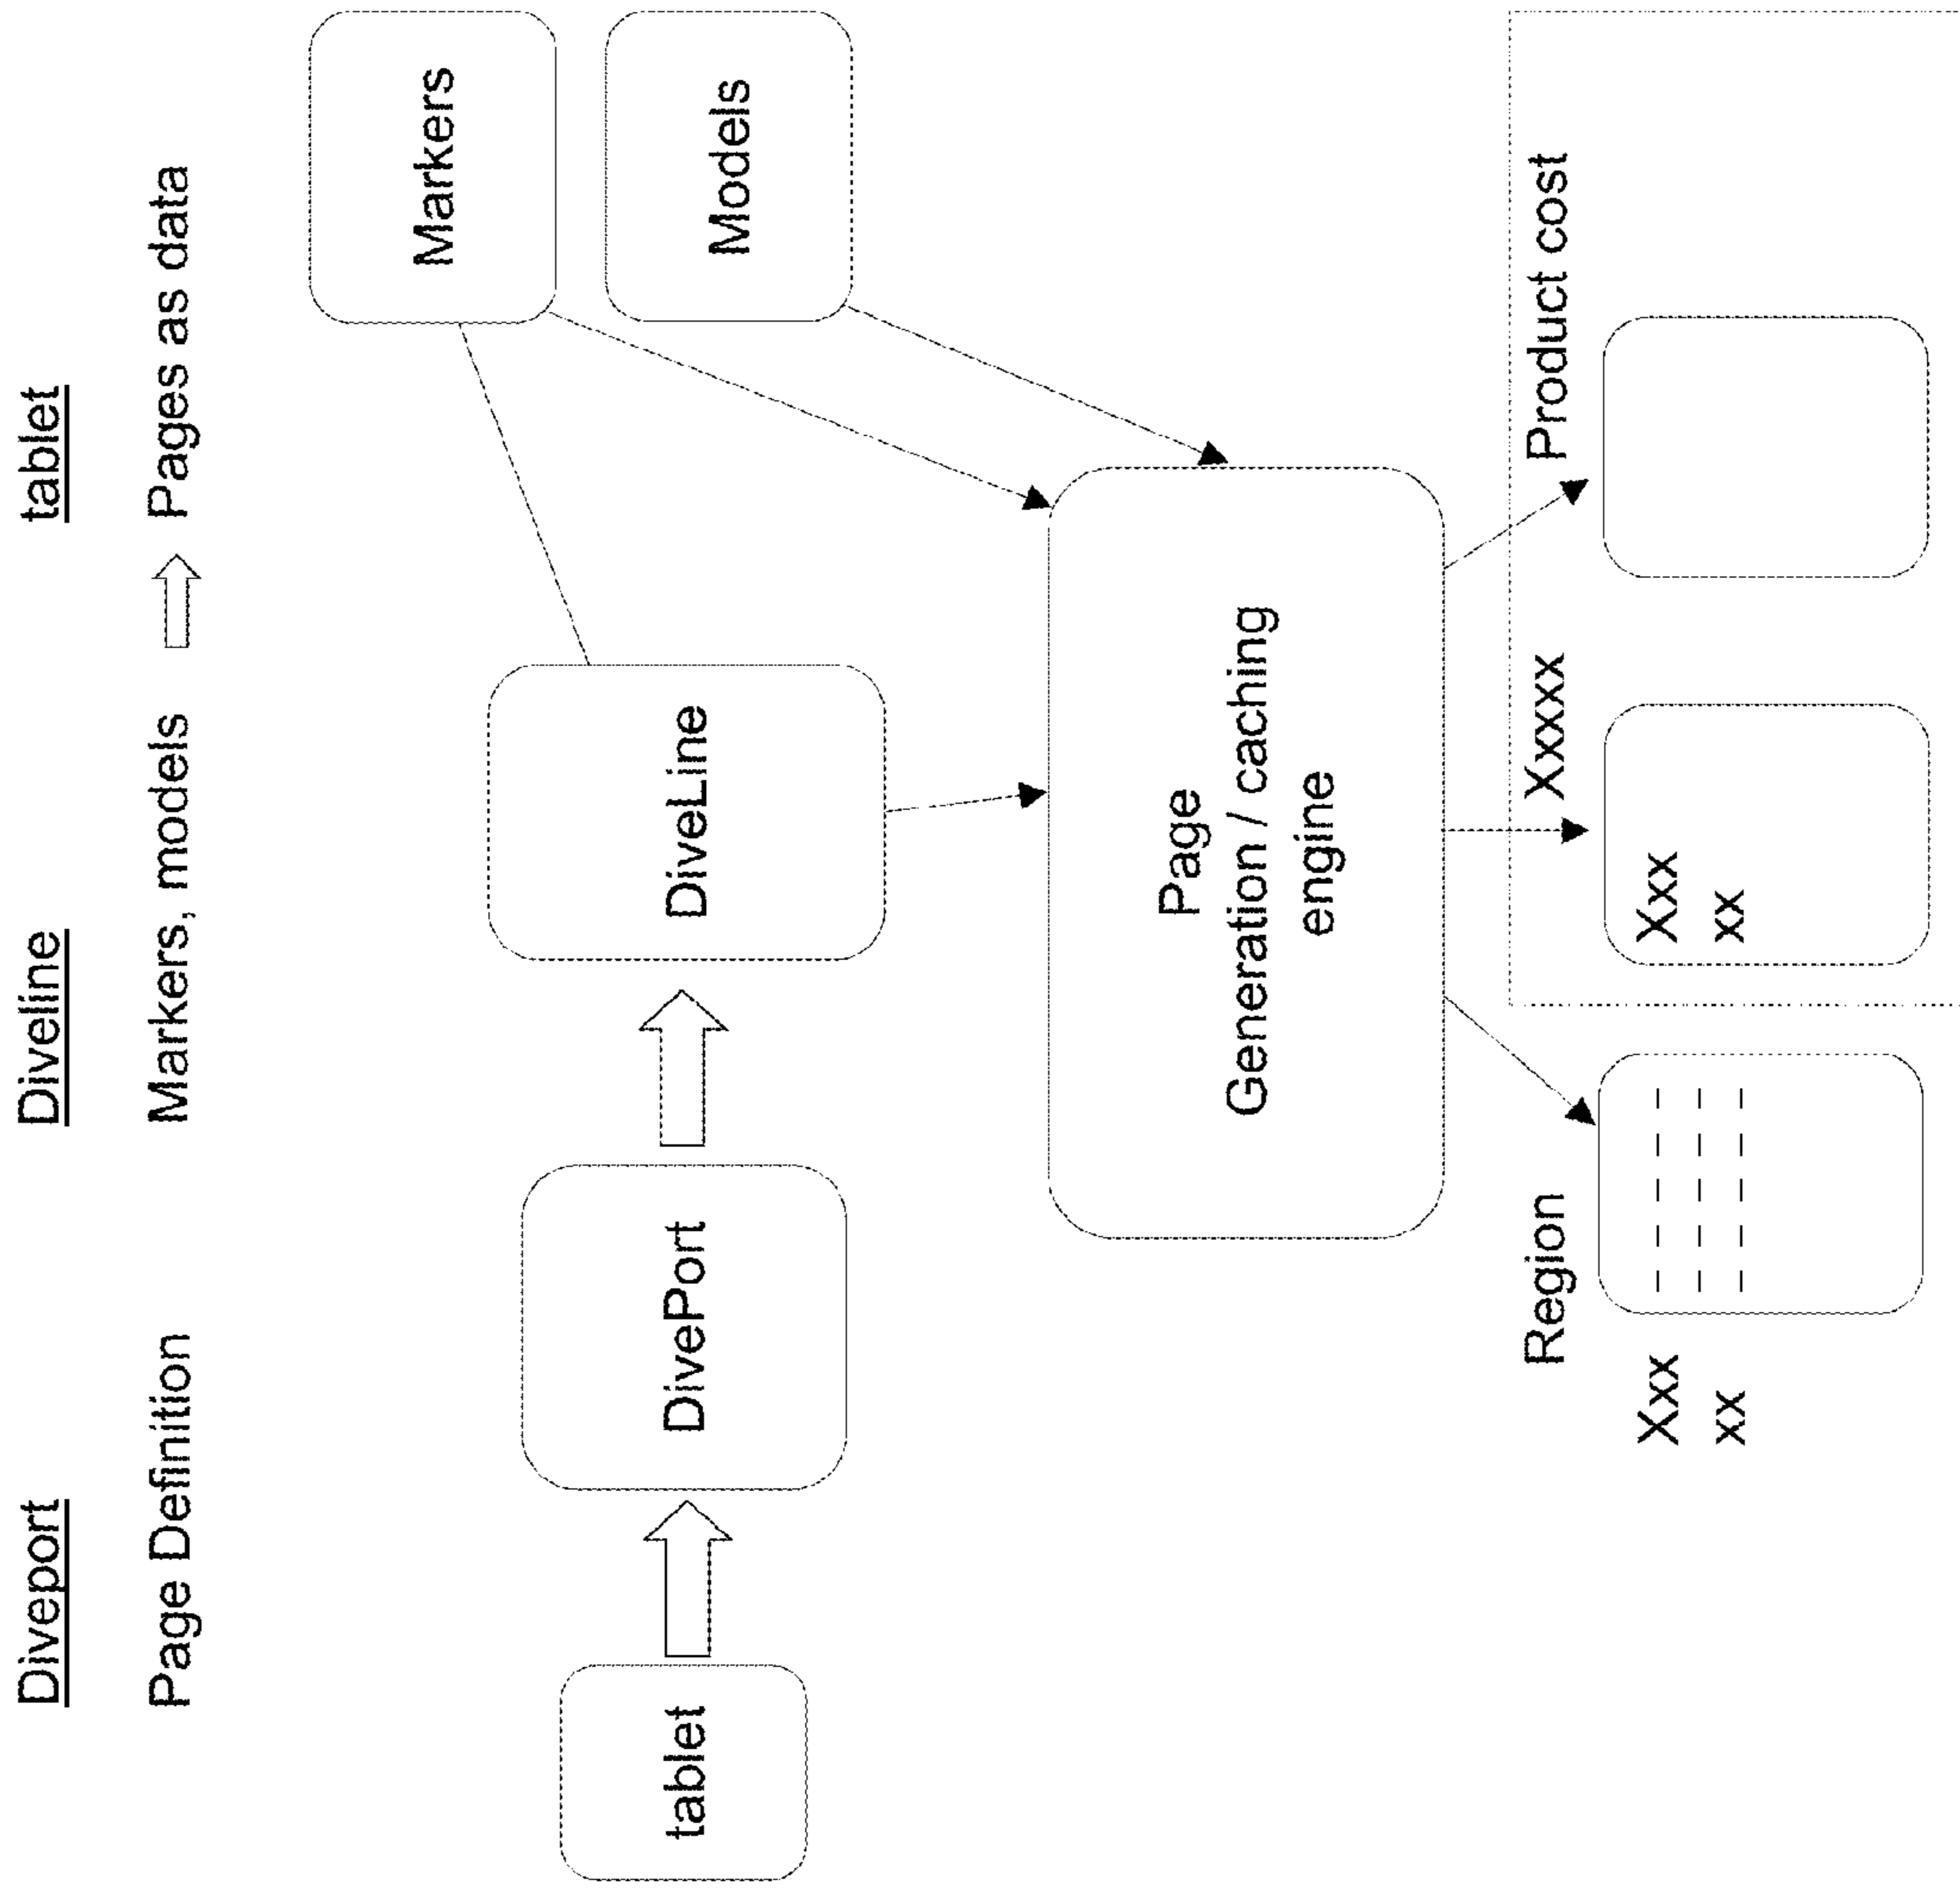 Diveport
Diveline
tablet
Page Definition
Markers, models
Pages as data
tablet
DivePort
DiveLine
Markers
Models
Page
Generation / caching
engine
Region
Xxxxx
Product cost
Xxx
xx
Xxx
xx